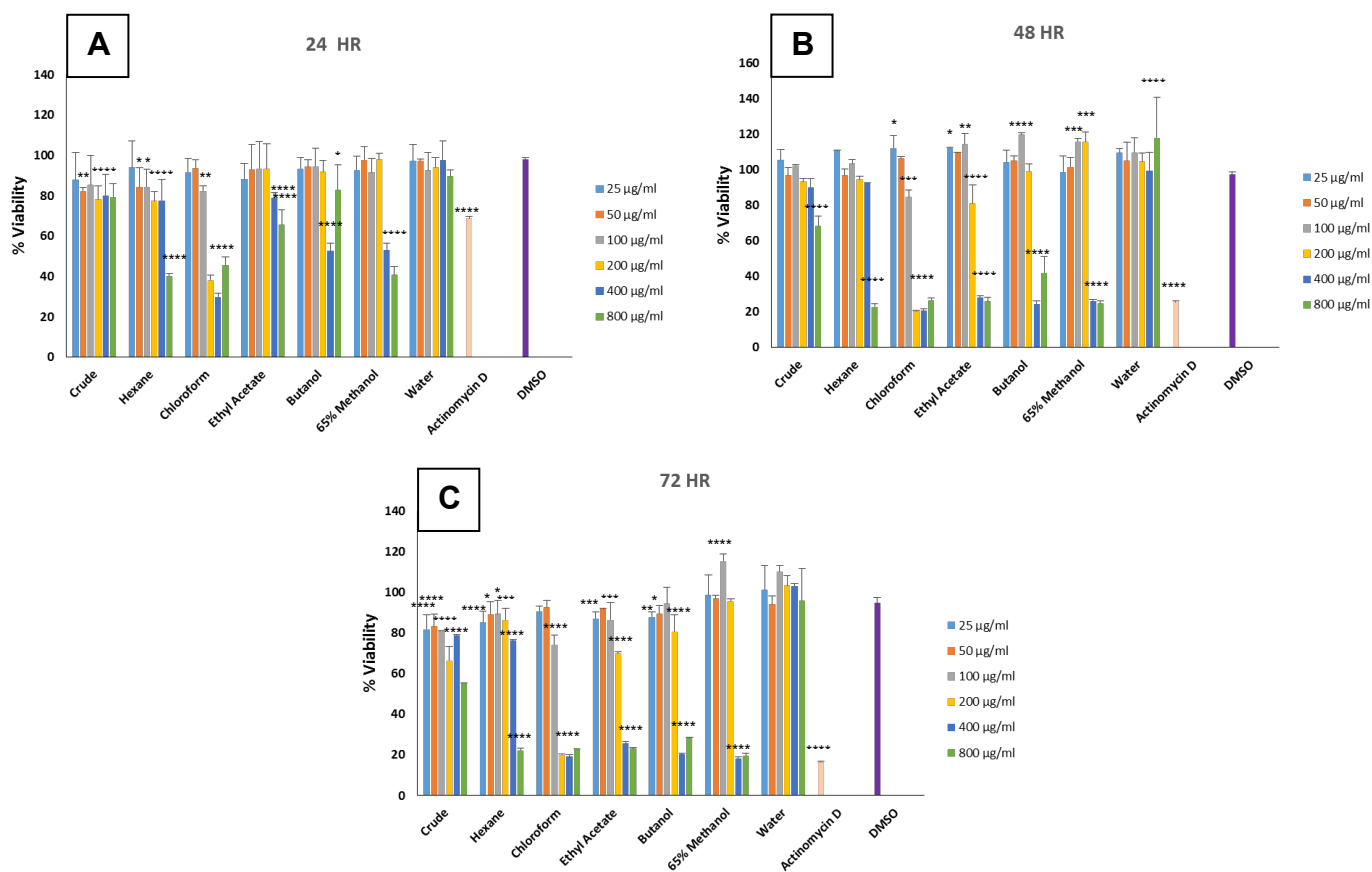 A
24 HR
140
120
100
80
60
40
20
0
% Viability
** **** * * **** **** ** **** **** **** **** * **** ****
Crude
Hexane
Chloroform
Ethyl Acetate
Butanol
65% Methanol
Water
Actinomycin D
DMSO
25 µg/ml
50 µg/ml
100 µg/ml
200 µg/ml
400 µg/ml
800 µg/ml
B
48 HR
160
140
120
100
80
60
40
20
0
% Viability
**** **** * *** **** * ** **** **** **** **** *** *** **** **** ****
Crude
Hexane
Chloroform
Ethyl Acetate
Butanol
65% Methanol
Water
Actinomycin D
DMSO
25 µg/ml
50 µg/ml
100 µg/ml
200 µg/ml
400 µg/ml
800 µg/ml
C
72 HR
140
120
100
80
60
40
20
0
% Viability
**** **** **** **** **** * * *** **** **** **** **** *** *** **** **** ** * **** **** **** **** ****
Crude
Hexane
Chloroform
Ethyl Acetate
Butanol
65% Methanol
Water
Actinomycin D
DMSO
25 µg/ml
50 µg/ml
100 µg/ml
200 µg/ml
400 µg/ml
800 µg/ml